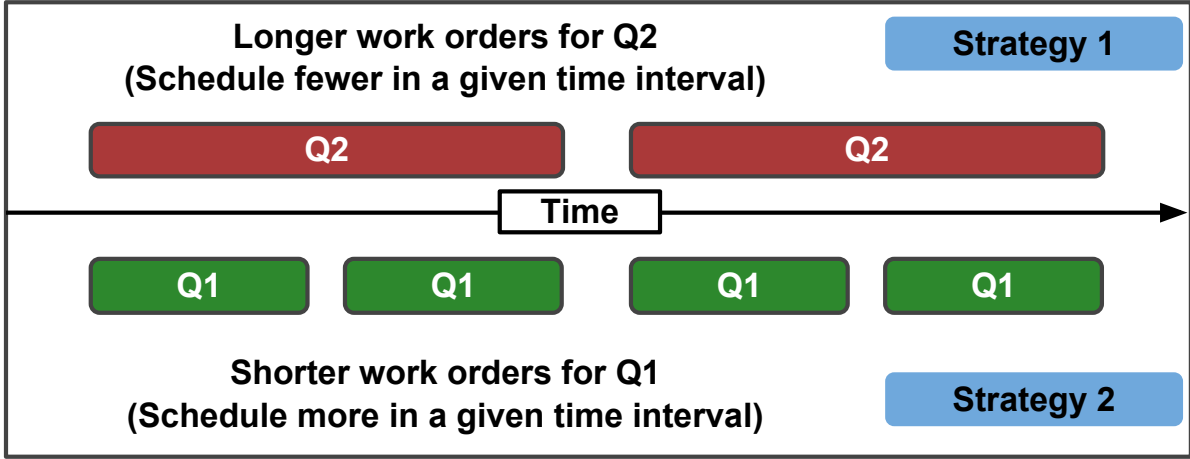 Longer work orders for Q2
(Schedule fewer in a given time interval)
Strategy 1
Q2
Q2
Time
Q1
Q1
Q1
Q1
Shorter work orders for Q1
(Schedule more in a given time interval)
Strategy 2